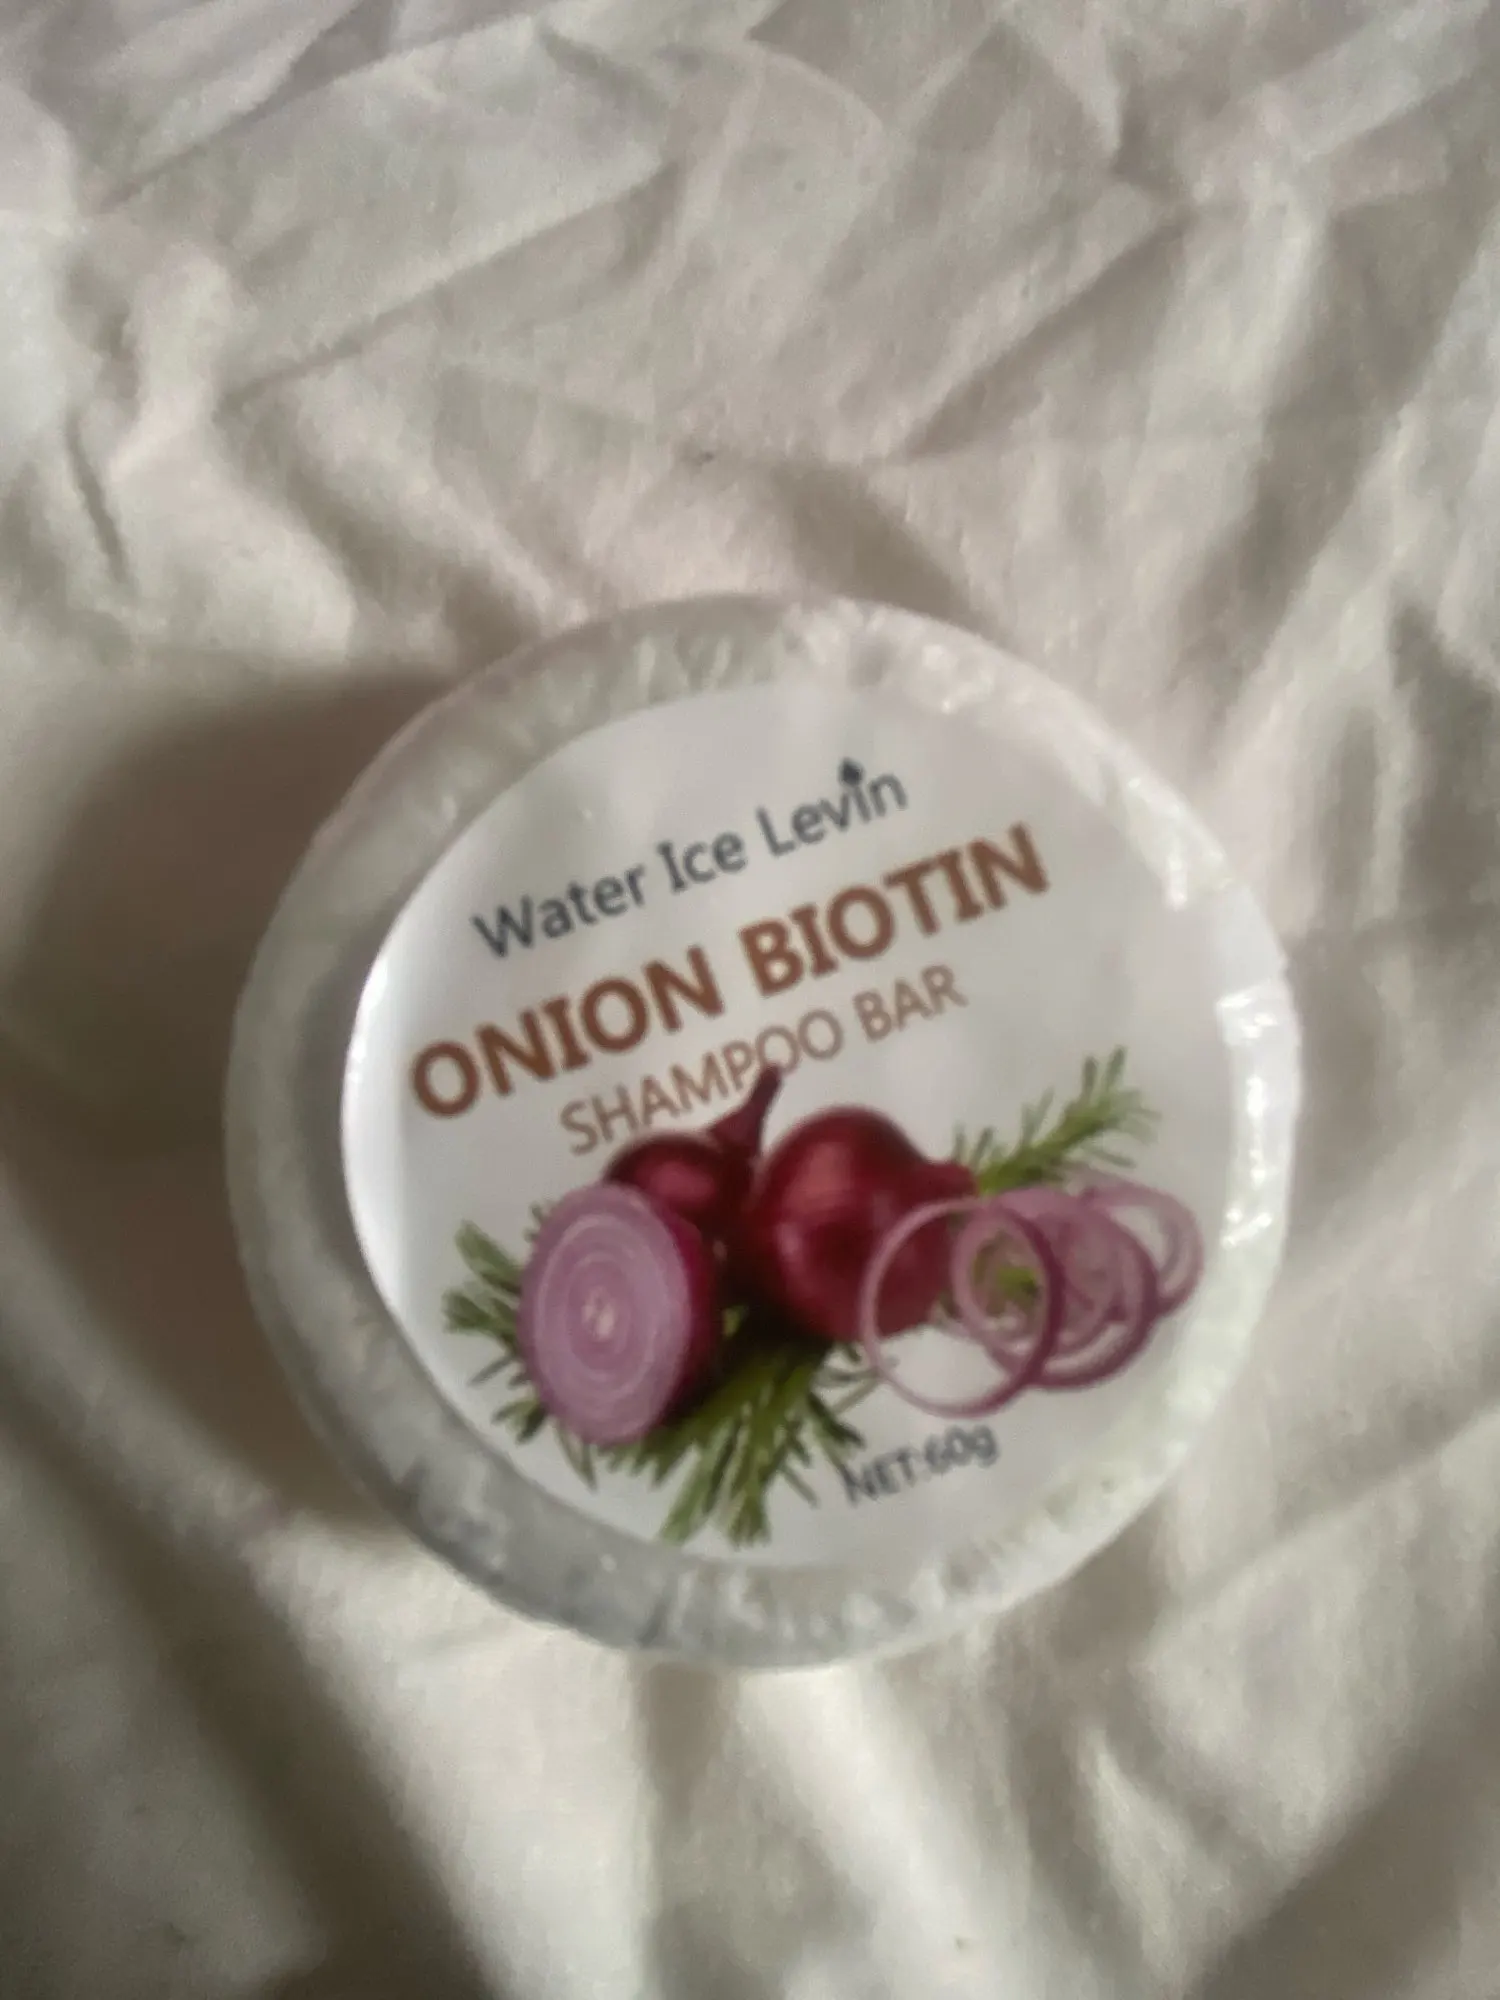 Water Ice Levin
ONION BIOTIN
SHAMPOO BAR
NET:60g